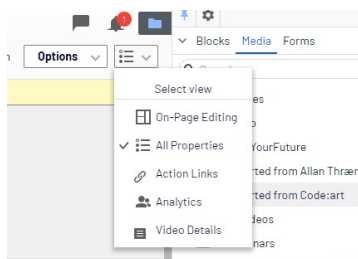 1
Options
Blocks Media Forms
Select view
On-Page Editing
All Properties
YourFuture
Action Links
rted from Allan Thræn
Analytics
rted from Code:art
Video Details
deos
nars